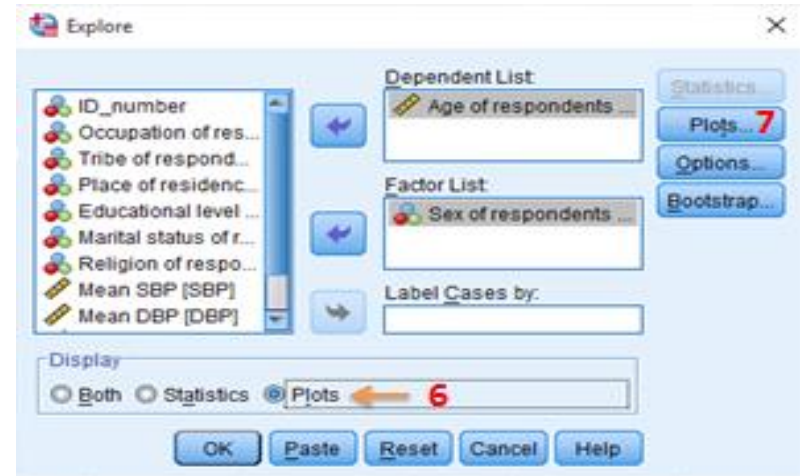 Explore
Dependent List:
ID_number
Occupation of res...
Tribe of respond...
Place of residenc...
Educational level ...
Marital status of r...
Religion of respo...
Mean SBP [SBP]
Mean DBP [DBP]
Age of respondents ...
Factor List:
Sex of respondents ...
Label Cases by:
Statistics...
Plots... 7
Options...
Bootstrap...
Display
Both Statistics Plots 6
OK Paste Reset Cancel Help